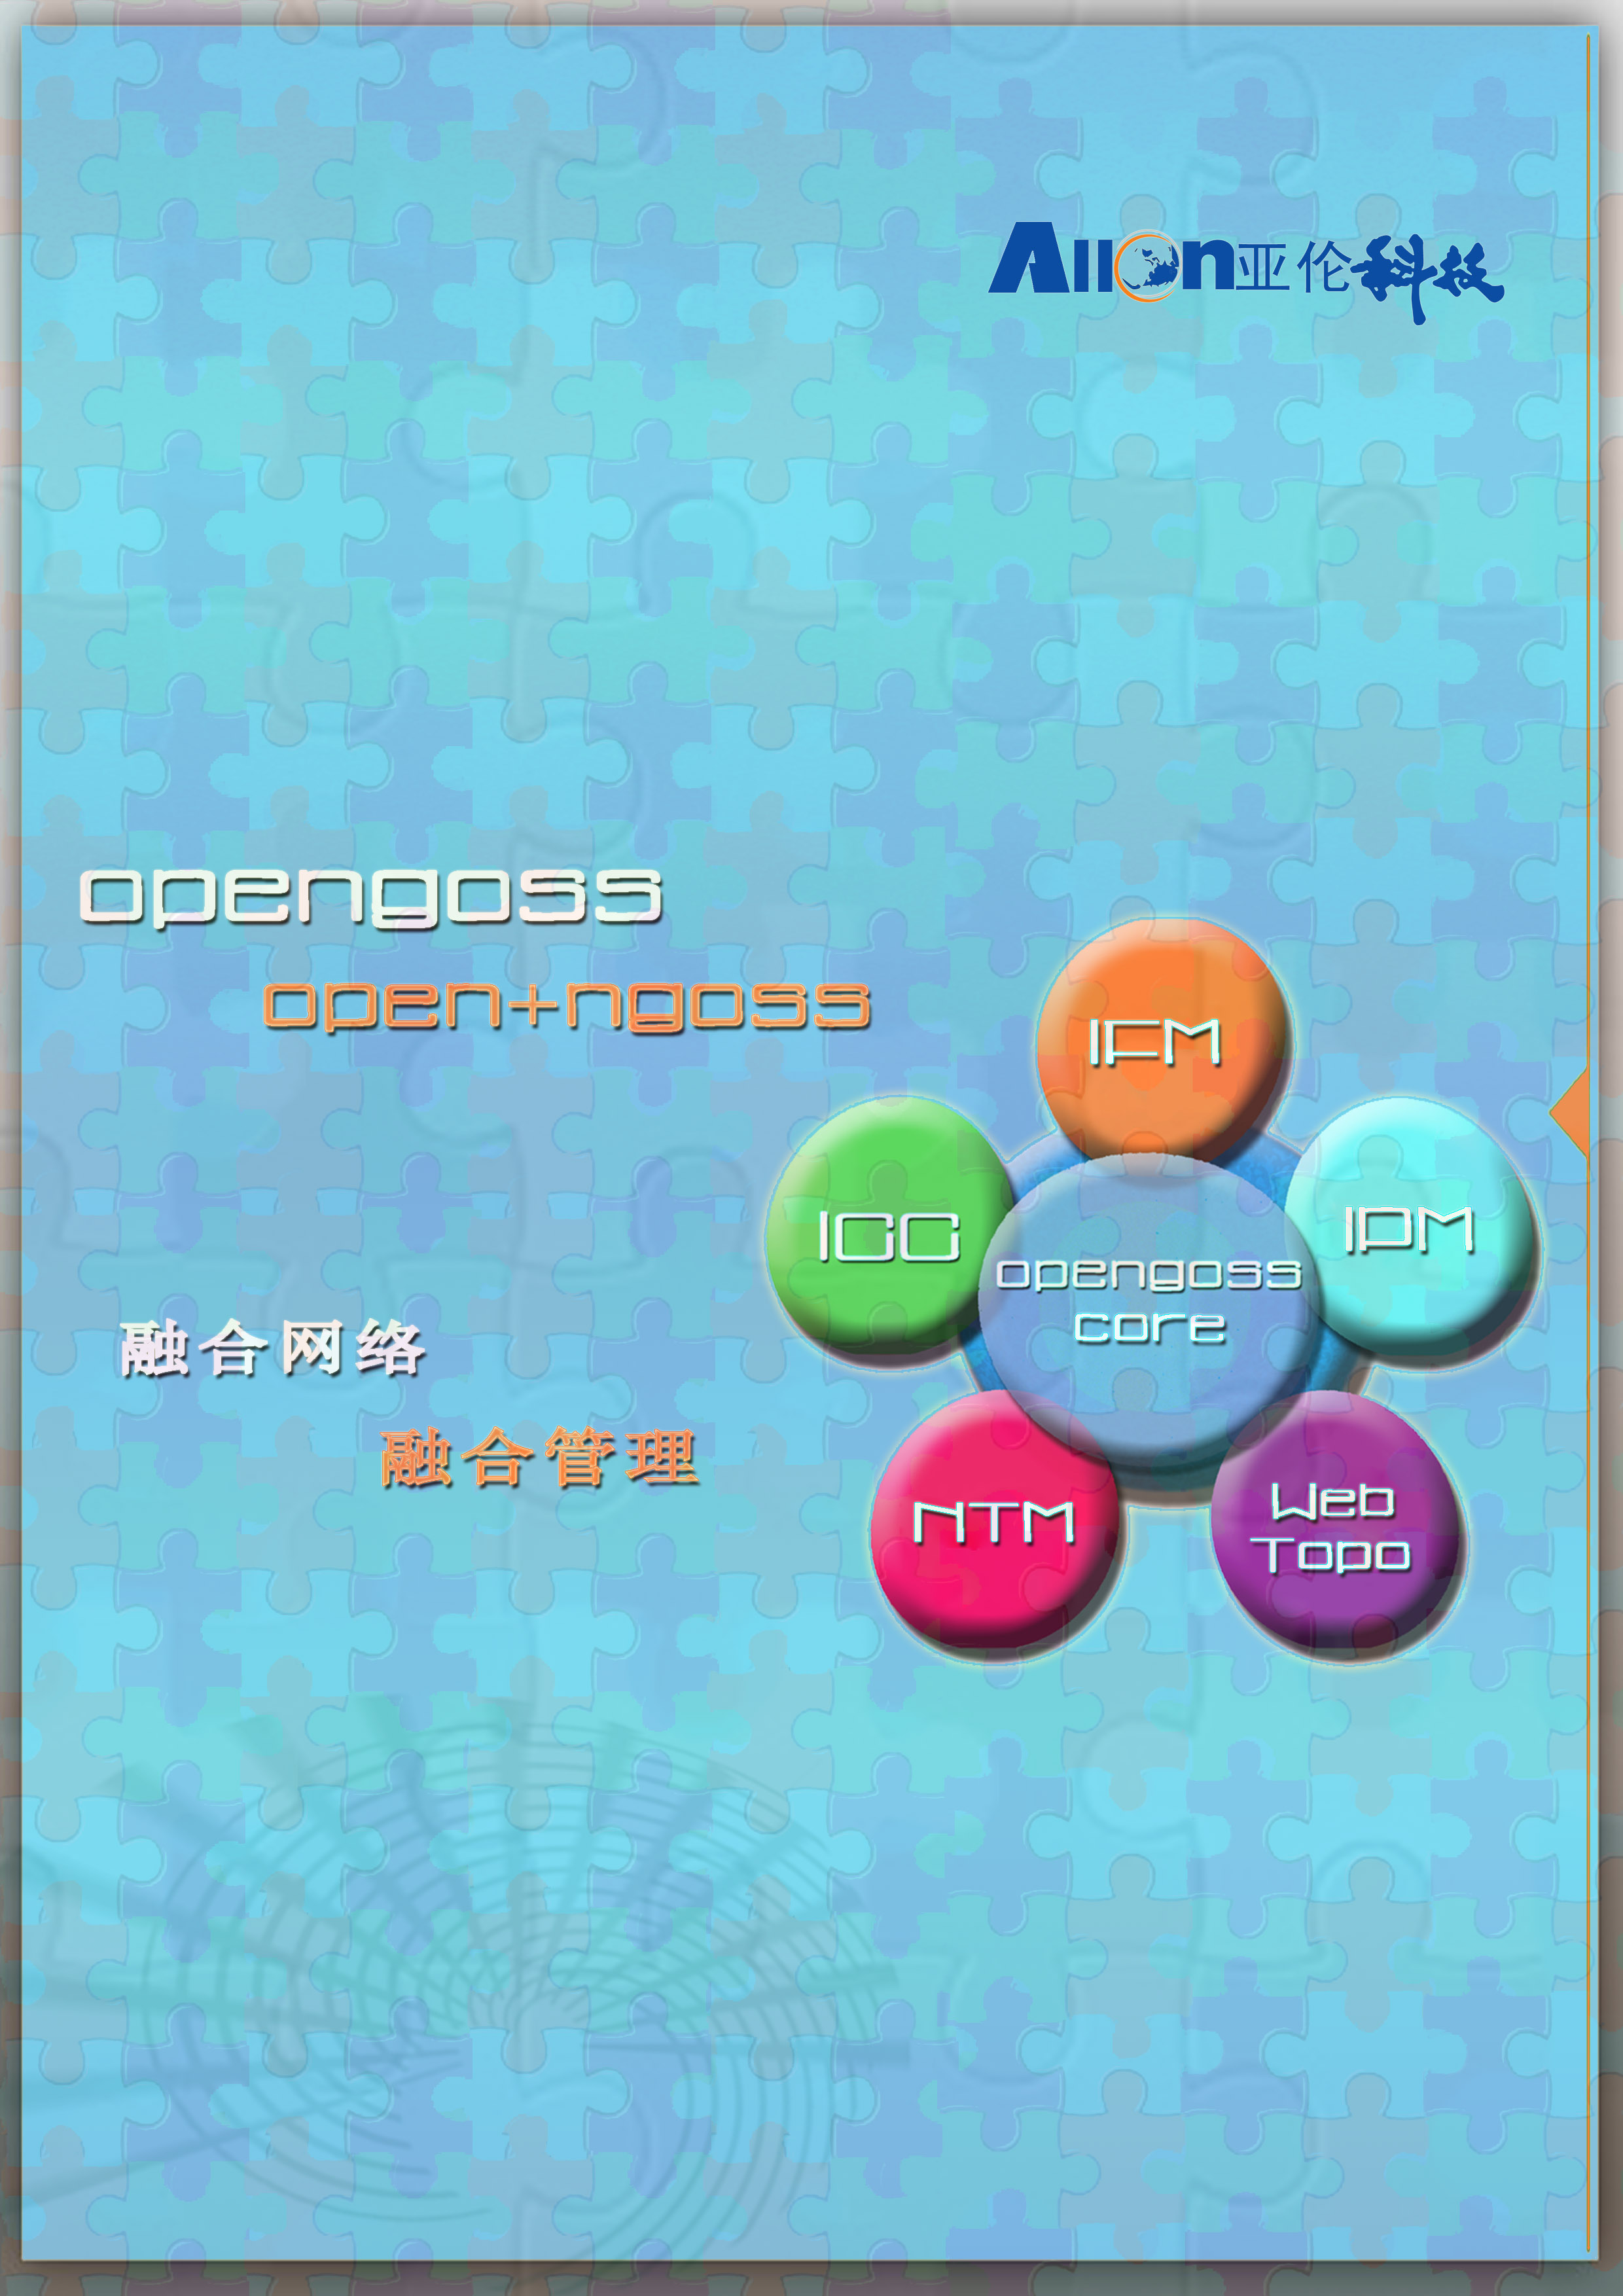 Allon亚伦科技
opengoss
open+ngoss
IFM
ICC
IPM
opengoss
core
融合网络
融合管理
NTM
Web
Topo